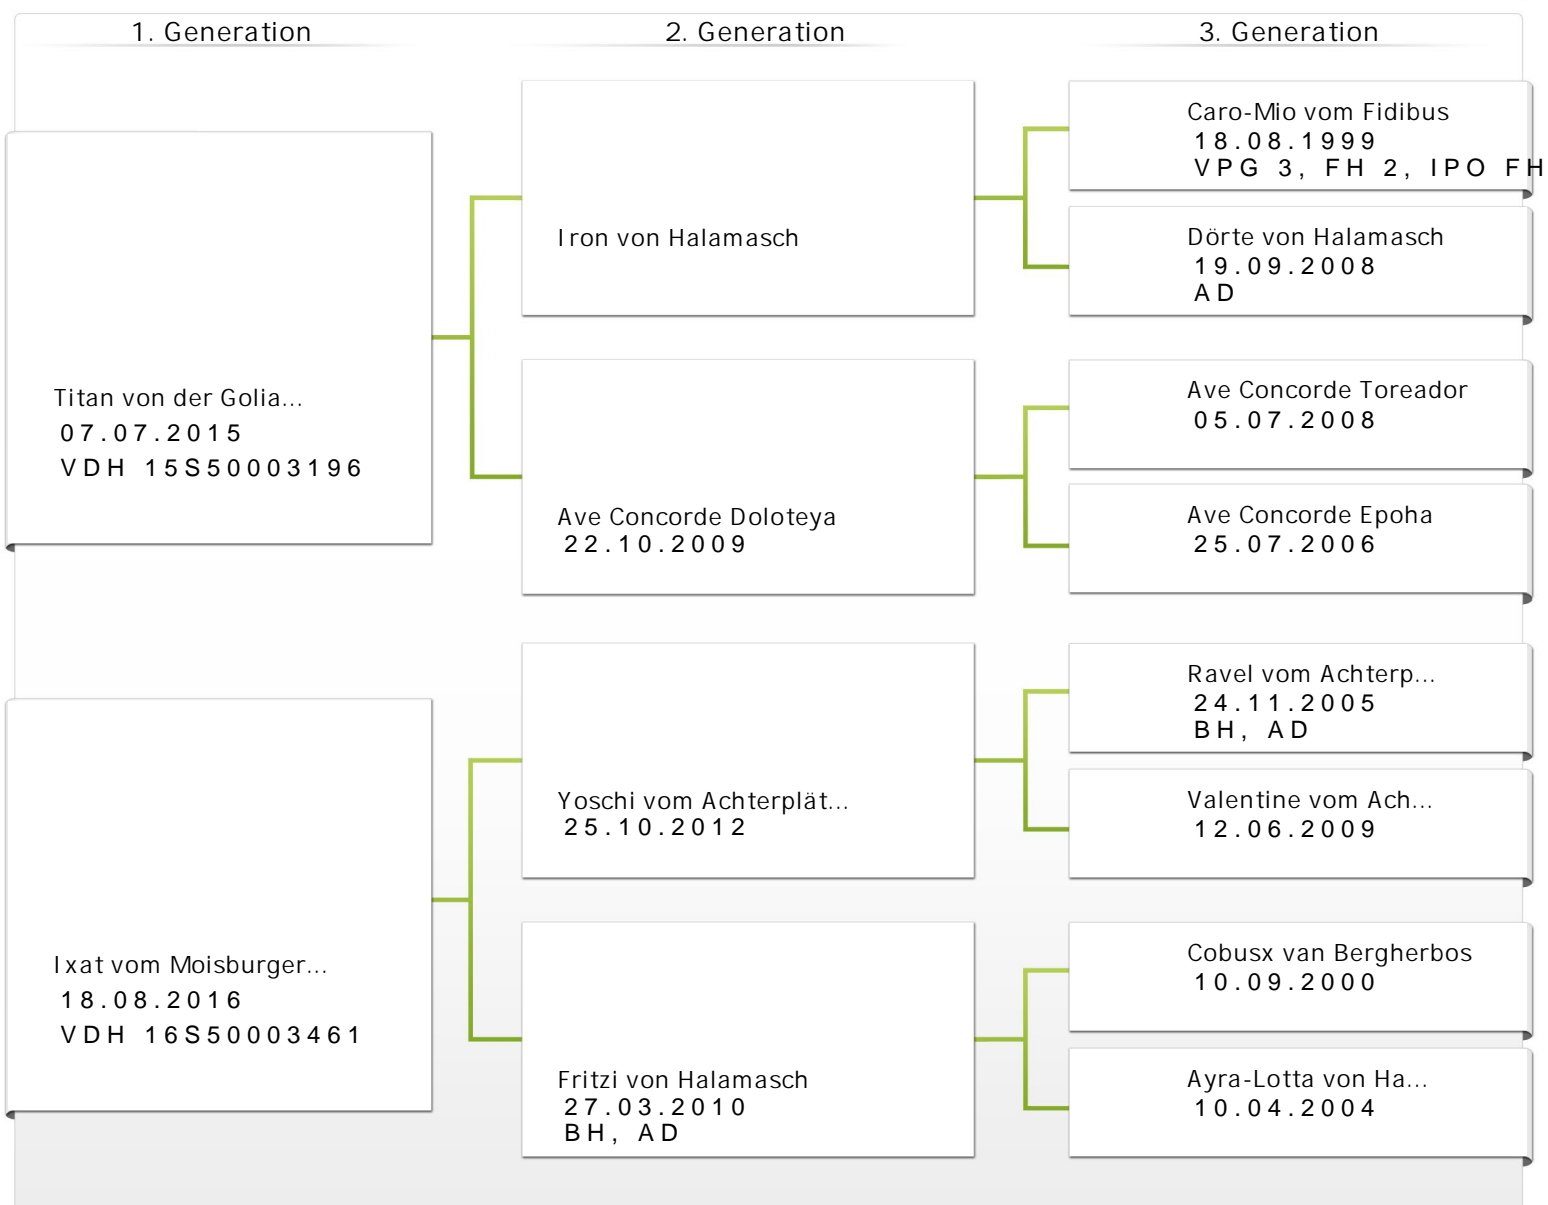 1. Generation
2. Generation
3. Generation
Titan von der Golia...
07.07.2015
VDH 15S50003196
Iron von Halamasch
Caro-Mio vom Fidibus
18.08.1999
VPG 3, FH 2, IPO FH
Dörte von Halamasch
19.09.2008
AD
Ave Concorde Doloteya
22.10.2009
Ave Concorde Toreador
05.07.2008
Ave Concorde Epoha
25.07.2006
Ixat vom Moisburger...
18.08.2016
VDH 16S50003461
Yoschi vom Achterplät...
25.10.2012
Ravel vom Achterp...
24.11.2005
BH, AD
Valentine vom Ach...
12.06.2009
Fritzi von Halamasch
27.03.2010
BH, AD
Cobusx van Bergherbos
10.09.2000
Ayra-Lotta von Ha...
10.04.2004